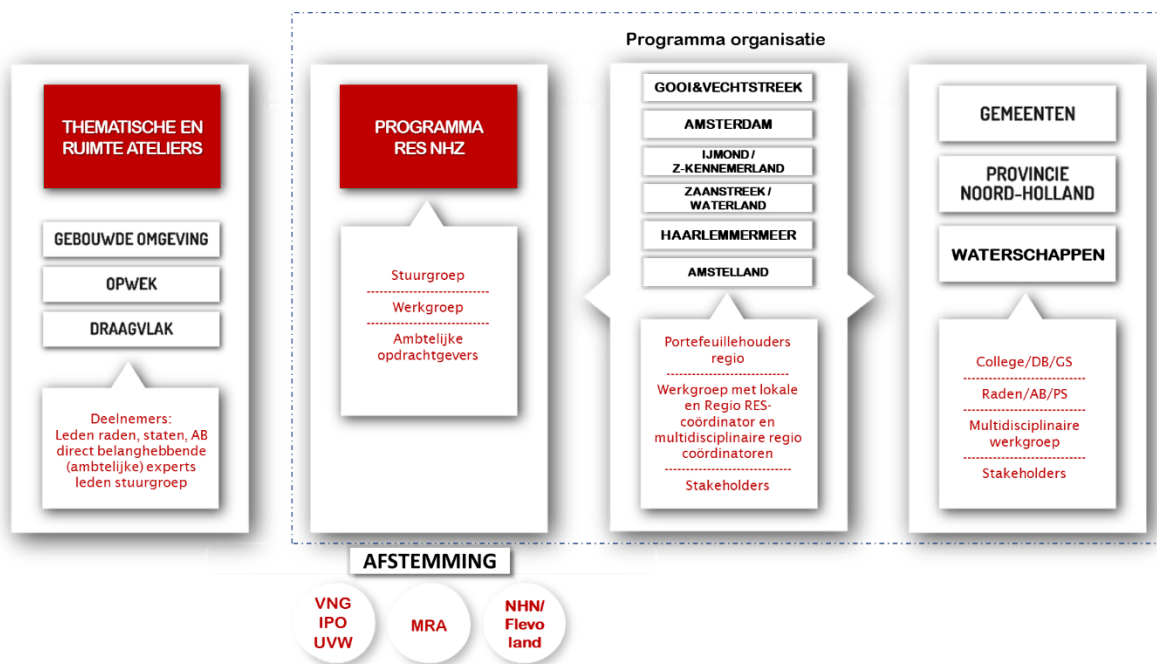 Programma organisatie
THEMATISCHE EN
RUIMTE ATELIERS
GEBOUWDE OMGEVING
OPWEK
DRAAGVLAK
Deelnemers:
Leden raden, staten, AB
direct belanghebbende
(ambtelijke) experts
leden stuurgroep
PROGRAMMA
RES NHZ
Stuurgroep
Werkgroep
Ambtelijke
opdrachtgevers
GOOI&VECHTSTREEK
AMSTERDAM
IJMOND /
Z-KENNEMERLAND
ZAANSTREEK /
WATERLAND
HAARLEMMERMEER
AMSTELLAND
Portefeuillehouders
regio
Werkgroep met lokale
en Regio RES-
coördinator en
multidisciplinaire regio
coördinatoren
Stakeholders
GEMEENTEN
PROVINCIE
NOORD-HOLLAND
WATERSCHAPPEN
College/DB/GS
Raden/AB/PS
Multidisciplinaire
werkgroep
Stakeholders
AFSTEMMING
VNG
IPO
UVW
MRA
NHN/
Flevo
land